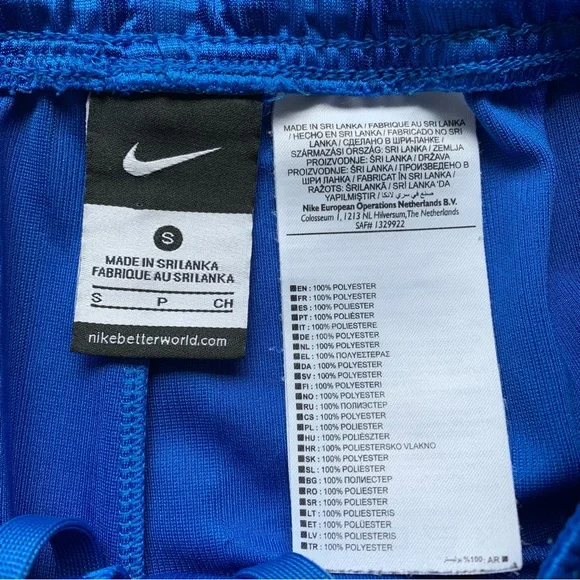 S
MADE IN SRI LANKA
FABRIQUE AU SRI LANKA
S P CH
nikebetterworld.com
MADE IN SRI LANKA / FABRIQUE AU SRI LANKA
/ HECHO EN SRI LANKA / FABRICADO NO SRI
LANKA / СДЕЛАНО В ШРИ-ЛАНКЕ /
SZÁRMAZÁSI ORSZÁG: SRI LANKA / ZEMLJA
PROIZVODNJE: ŠRI LANKA / DRŽAVA
PROIZVODNJE: ŠRI LANKA / ПРОИЗВЕДЕНО В
ШРИ ЛАНКА / FABRICAT ÎN SRI LANKA /
RAŽOTS: ŠRILANKĀ / SRI LANKA 'DA
YAPILMIŞTIR / صنع في سري لانكا
Nike European Operations Netherlands B.V.
Colosseum 1, 1213 NL Hilversum, The Netherlands
SAF# 1329922
EN : 100% POLYESTER
FR : 100% POLYESTER
ES : 100% POLIÉSTER
PT : 100% POLIÉSTER
IT : 100% POLIESTERE
DE : 100% POLYESTER
NL : 100% POLYESTER
EL : 100% ΠΟΛΥΕΣΤΕΡΑΣ
DA : 100% POLYESTER
SV : 100% POLYESTER
FI : 100% POLYESTERI
NO : 100% POLYESTER
RU : 100% ПОЛИЭСТЕР
CS : 100% POLYESTER
PL : 100% POLIESTER
HU : 100% POLIÉSZTER
HR : 100% POLIESTERSKO VLAKNO
SK : 100% POLYESTER
SL : 100% POLIESTER
BG : 100% ПОЛИЕСТЕР
RO : 100% POLIESTER
SR : 100% POLIESTER
LT : 100% POLIESTERIS
ET : 100% POLÜESTER
LV : 100% POLIESTERIS
TR : 100% POLYESTER
AR : 100% بوليستر